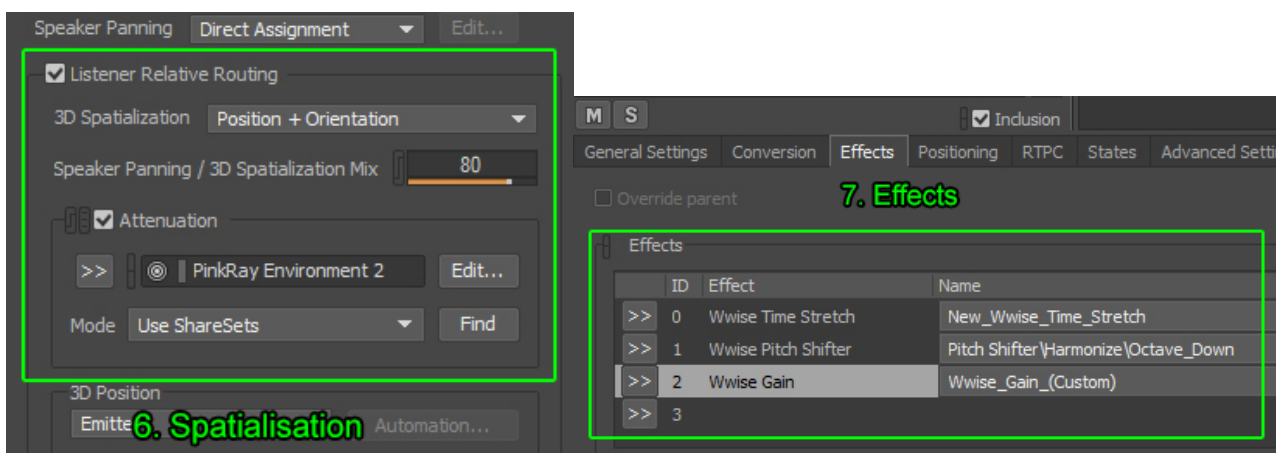 Speaker Panning Direct Assignment Edit...
Listener Relative Routing
3D Spatialization Position + Orientation
Speaker Panning / 3D Spatialization Mix 80
Attenuation
>> PinkRay Environment 2 Edit...
Mode Use ShareSets Find
3D Position
Emitte Automation...
6. Spatialisation
M S Inclusion
General Settings Conversion Effects Positioning RTPC States Advanced Setti
Override parent
7. Effects
Effects
ID Effect Name
>> 0 Wwise Time Stretch New_Wwise_Time_Stretch
>> 1 Wwise Pitch Shifter Pitch Shifter\Harmonize\Octave_Down
>> 2 Wwise Gain Wwise_Gain_(Custom)
>> 3